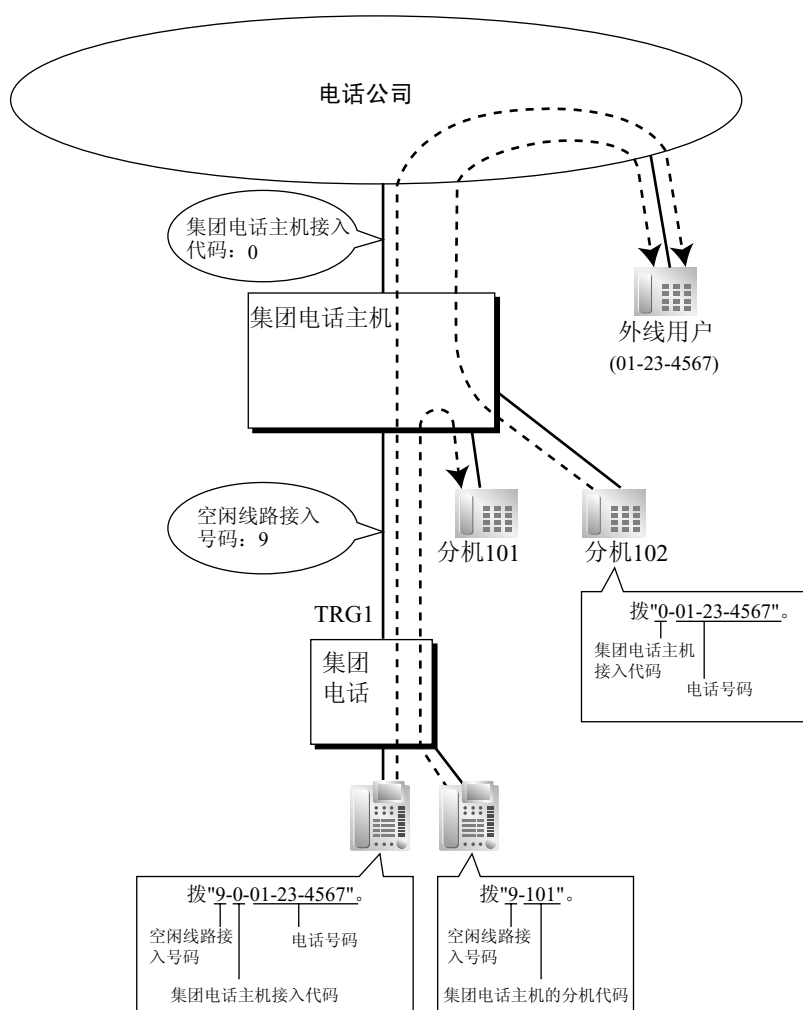 电话公司
集团电话主机接入
代码：0
集团电话主机
外线用户
(01-23-4567)
空闲线路接入
号码：9
分机101
分机102
拨"0-01-23-4567"。
集团电话主机
接入代码
电话号码
TRG1
集团
电话
拨"9-0-01-23-4567"。
空闲线路接
入号码
电话号码
集团电话主机接入代码
拨"9-101"。
空闲线路接
入号码
集团电话主机的分机代码